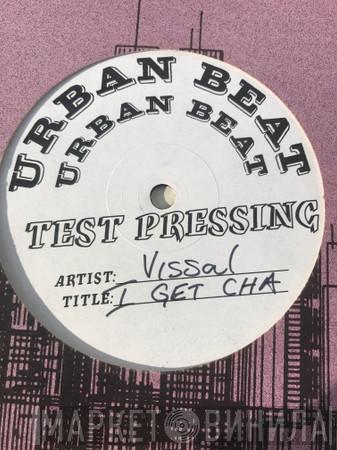 URBAN BEAT
URBAN BEAT
TEST PRESSING
ARTIST: Vissal
TITLE: I GET CHA
МАРКЕТ ВИНИЛА